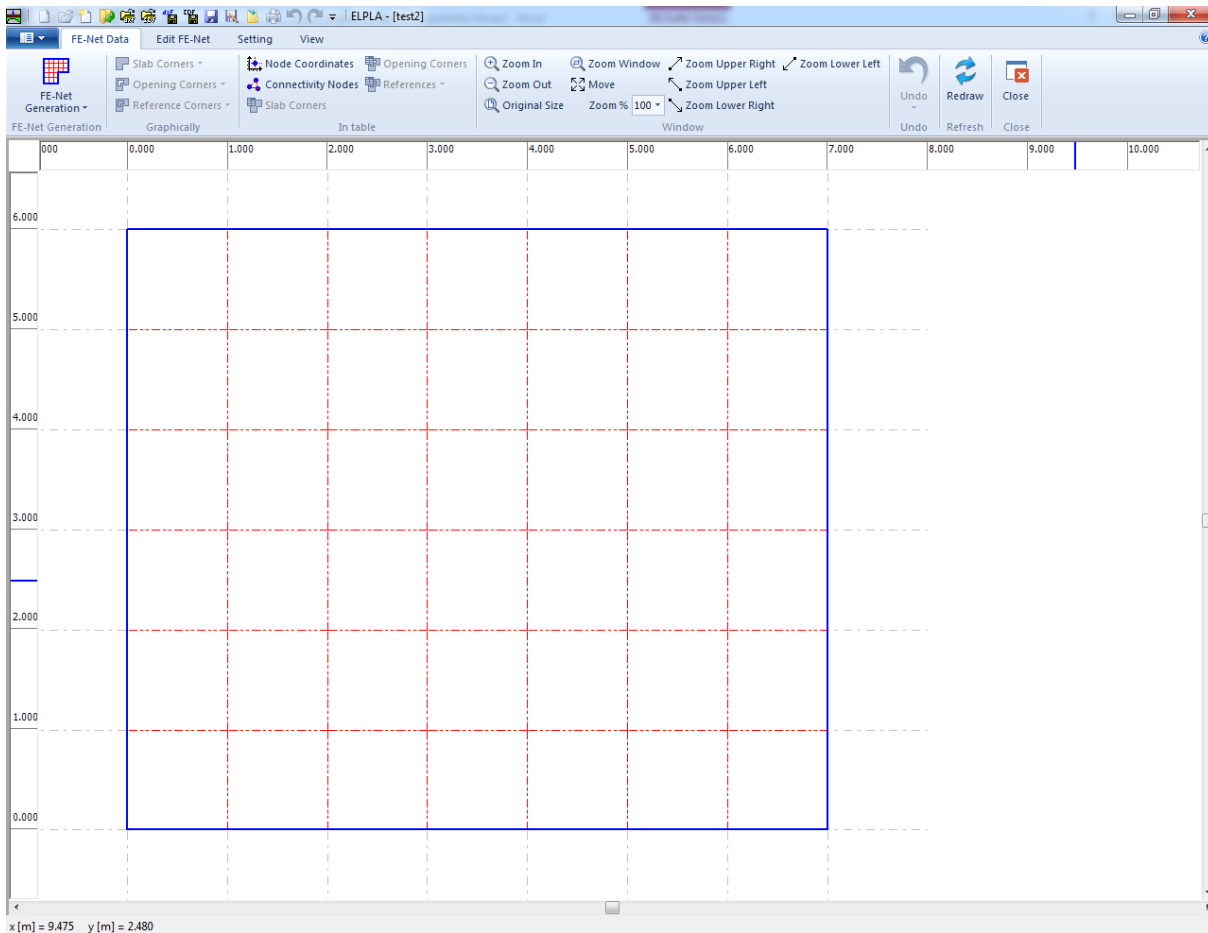 ELPLA - [test2]
FE-Net Data Edit FE-Net Setting View
Slab Corners Node Coordinates Opening Corners Zoom In Zoom Window Zoom Upper Right Zoom Lower Left
Opening Corners Connectivity Nodes References Zoom Out Move Zoom Upper Left
FE-Net Generation Reference Corners Slab Corners Original Size Zoom % 100 Zoom Lower Right Undo Redraw Close
FE-Net Generation Graphically In table Window Undo Refresh Close
000 0.000 1.000 2.000 3.000 4.000 5.000 6.000 7.000 8.000 9.000 10.000
6.000
5.000
4.000
3.000
2.000
1.000
0.000
x [m] = 9.475 y [m] = 2.480